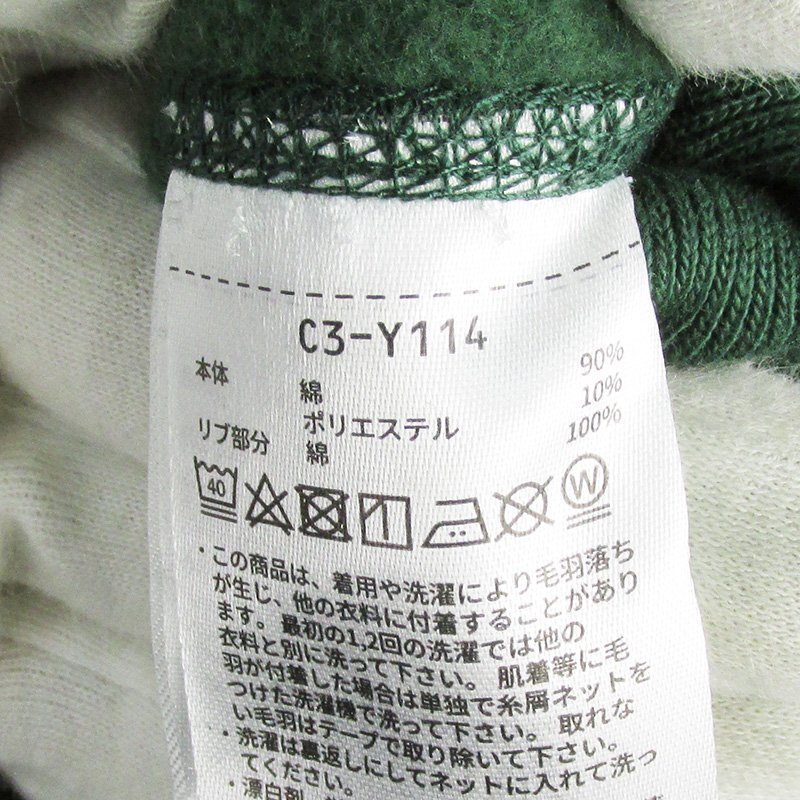 C3-Y114
本体 綿 90%
ポリエステル 10%
リブ部分 綿 100%
40 W
・この商品は、着用や洗濯により毛羽落ち
が生じ、他の衣料に付着することがあり
ます。最初の1,2回の洗濯では他の
衣料と別に洗って下さい。肌着等に毛
羽が付着した場合は単独で糸屑ネットを
つけた洗濯機で洗って下さい。取れな
い毛羽はテープで取り除いて下さい。
・洗濯は裏返しにしてネットに入れて洗っ
てください。
・漂白剤